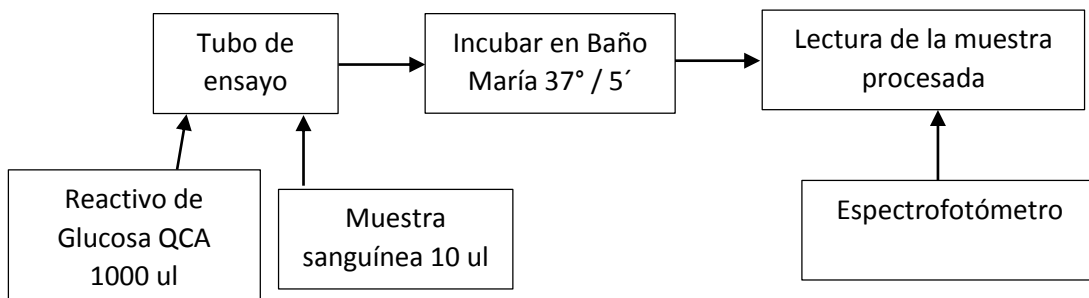 Tubo de
ensayo
Incubar en Baño
María 37° / 5´
Lectura de la muestra
procesada
Reactivo de
Glucosa QCA
1000 ul
Muestra
sanguínea 10 ul
Espectrofotómetro